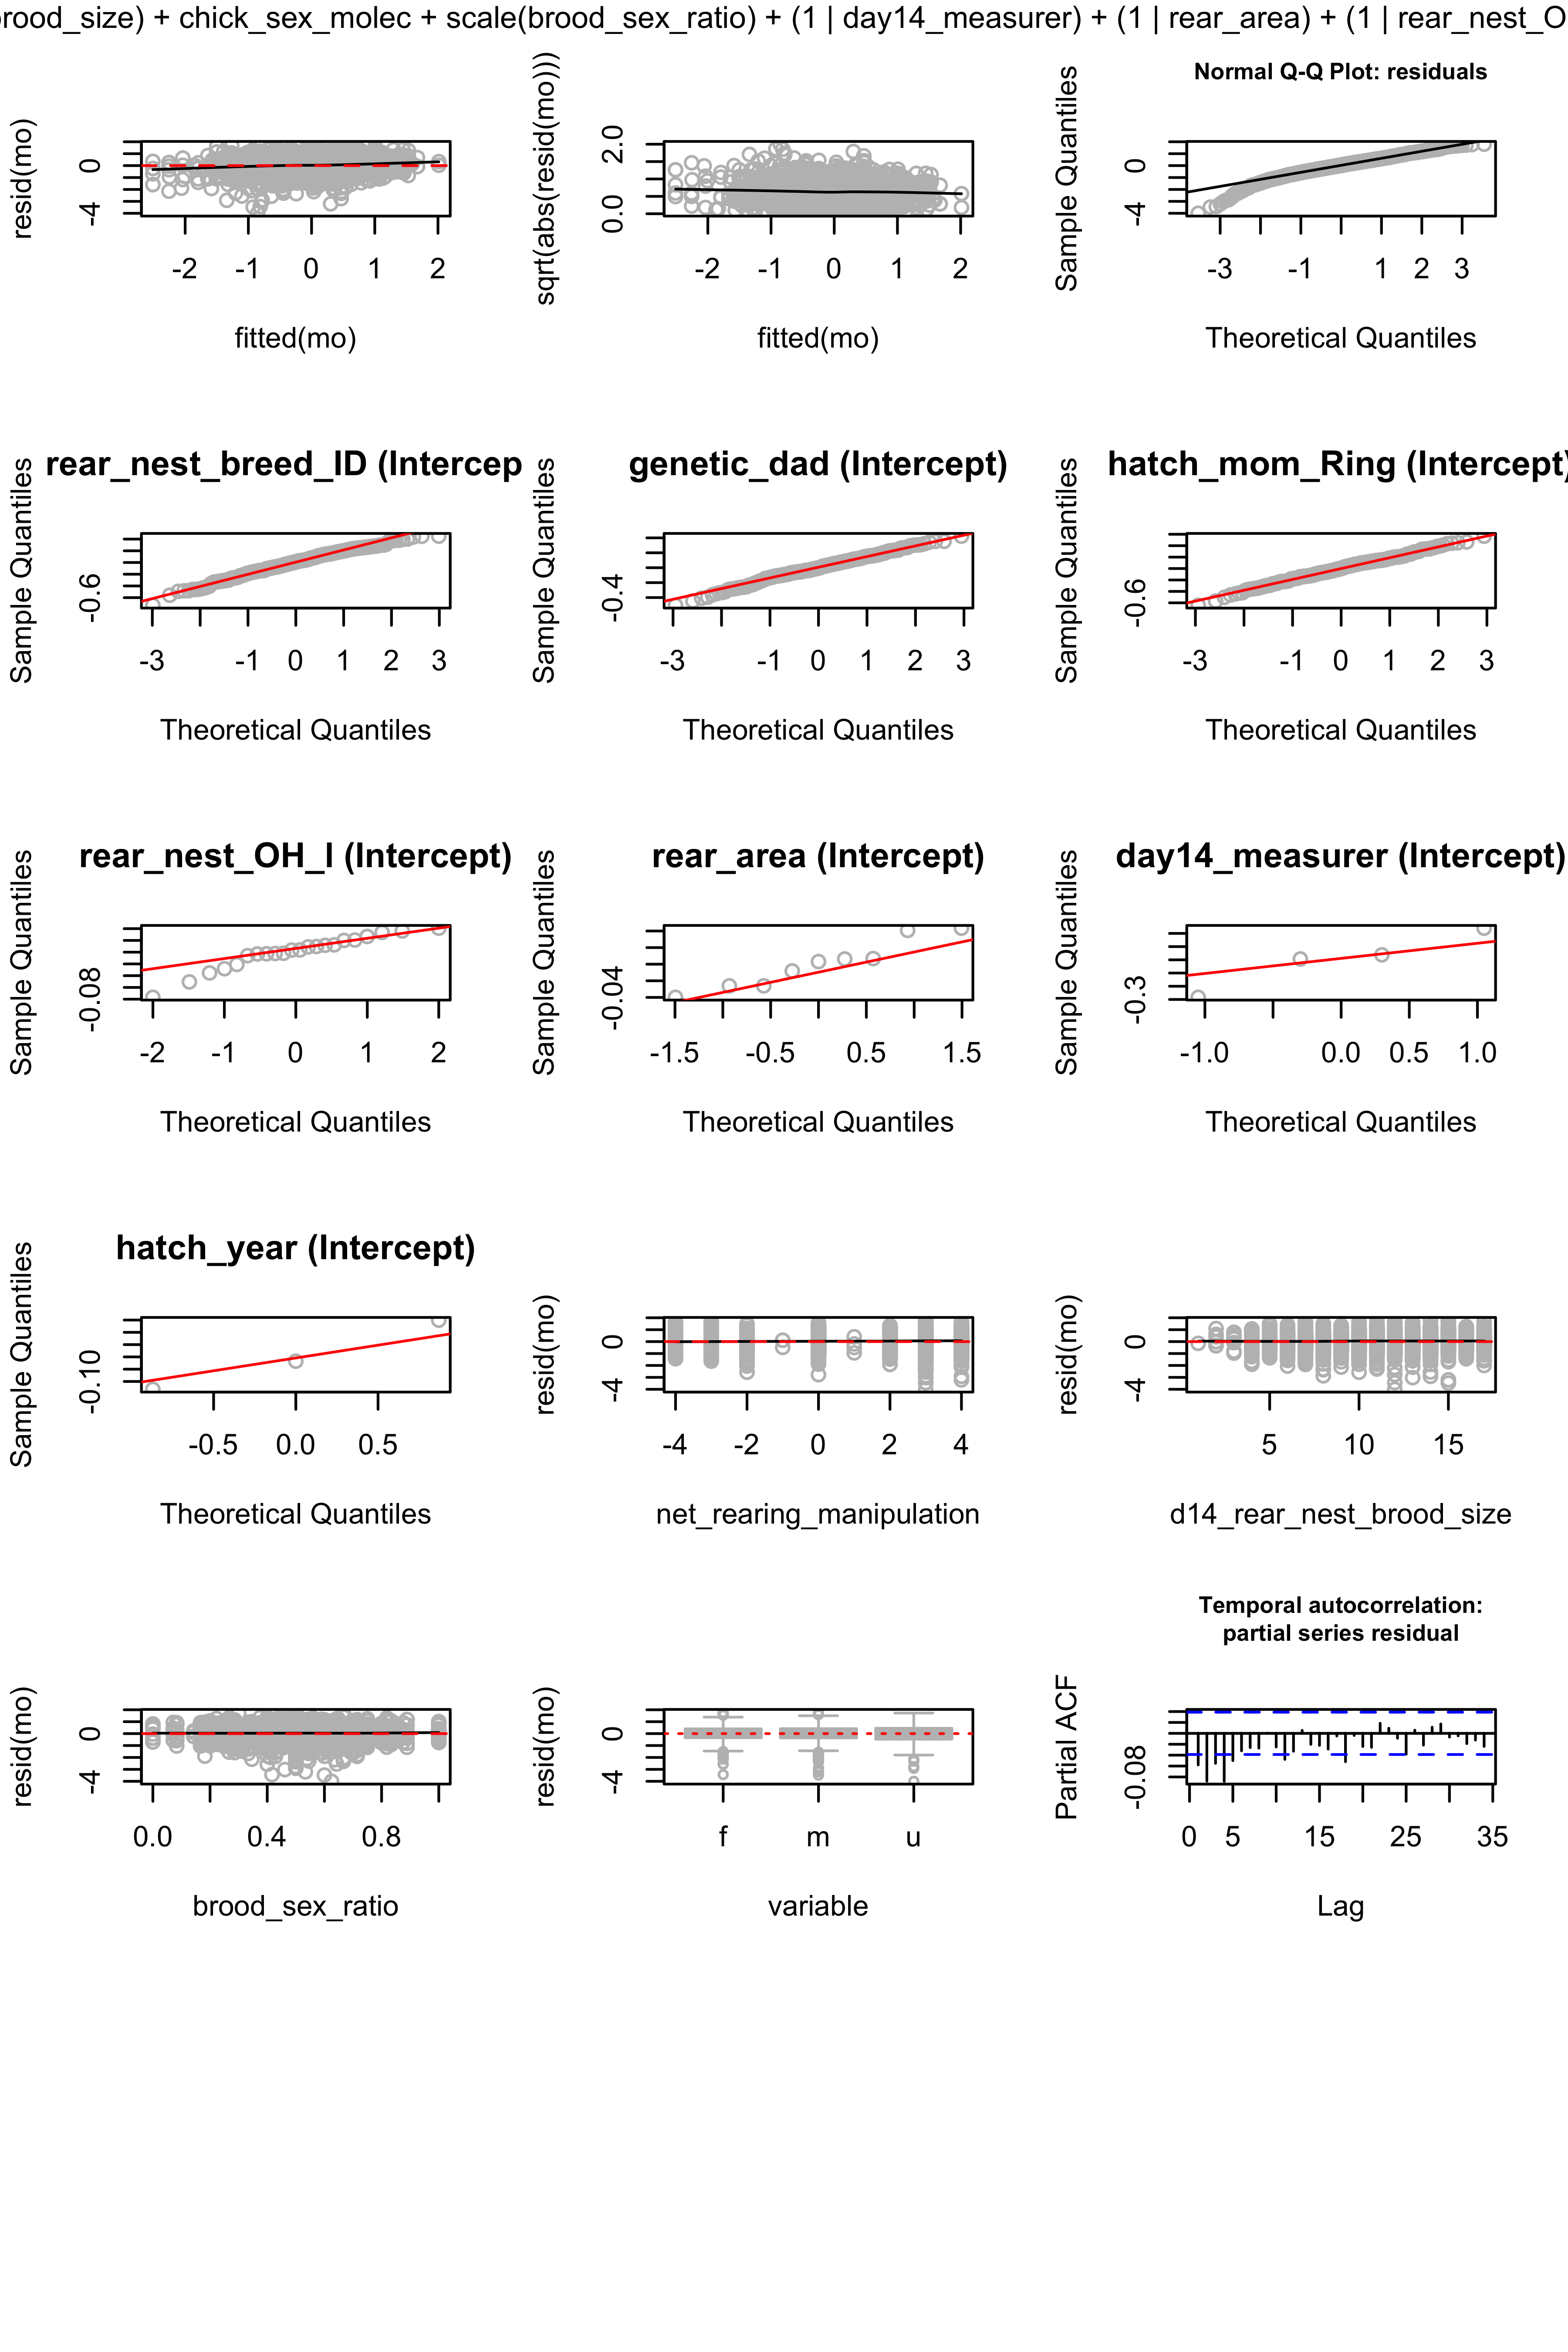 rood_size) + chick_sex_molec + scale(brood_sex_ratio) + (1 | day14_measurer) + (1 | rear_area) + (1 | rear_nest_O
Normal Q-Q Plot: residuals
resid(mo)
0
-4
-2 -1 0 1 2
fitted(mo)
sqrt(abs(resid(mo)))
2.0
0.0
-2 -1 0 1 2
fitted(mo)
Sample Quantiles
0
-4
-3 -1 1 2 3
Theoretical Quantiles
rear_nest_breed_ID (Intercep
Sample Quantiles
-0.6
-3 -1 0 1 2 3
Theoretical Quantiles
genetic_dad (Intercept)
Sample Quantiles
-0.4
-3 -1 0 1 2 3
Theoretical Quantiles
hatch_mom_Ring (Intercept)
Sample Quantiles
-0.6
-3 -1 0 1 2 3
Theoretical Quantiles
rear_nest_OH_l (Intercept)
Sample Quantiles
-0.08
-2 -1 0 1 2
Theoretical Quantiles
rear_area (Intercept)
Sample Quantiles
-0.04
-1.5 -0.5 0.5 1.5
Theoretical Quantiles
day14_measurer (Intercept)
Sample Quantiles
-0.3
-1.0 0.0 0.5 1.0
Theoretical Quantiles
hatch_year (Intercept)
Sample Quantiles
-0.10
-0.5 0.0 0.5
Theoretical Quantiles
resid(mo)
0
-4
-4 -2 0 2 4
net_rearing_manipulation
resid(mo)
0
-4
5 10 15
d14_rear_nest_brood_size
resid(mo)
0
-4
0.0 0.4 0.8
brood_sex_ratio
resid(mo)
0
-4
f m u
variable
Temporal autocorrelation:
partial series residual
Partial ACF
-0.08
0 5 15 25 35
Lag